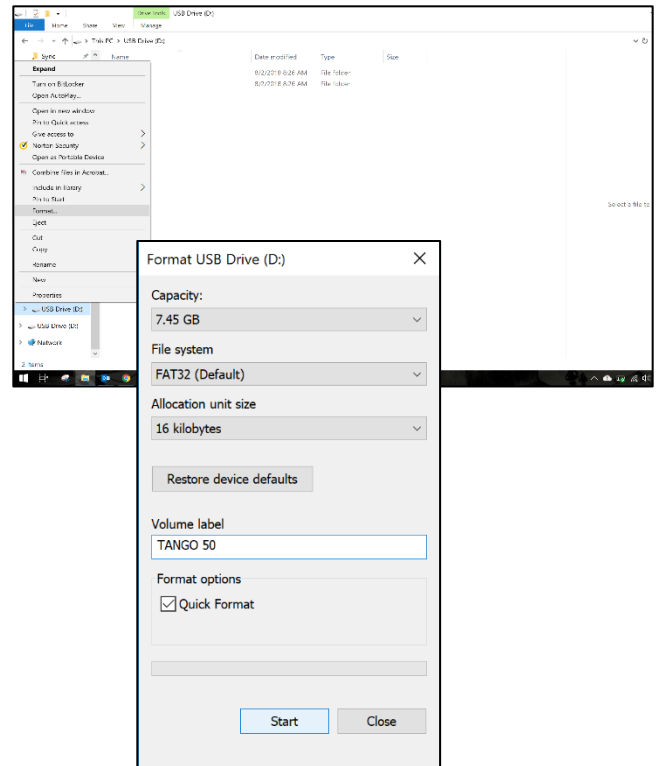 Drive Tools USB Drive (D:)
File Home Share View Manage
This PC > USB Drive (D:)
Sync Name Date modified Type Size
Expand
8/2/2018 8:26 AM File folder
Turn on BitLocker 8/2/2018 8:26 AM File folder
Open AutoPlay...
Open in new window
Pin to Quick access
Give access to
Norton Security
Open as Portable Device
Combine files in Acrobat...
Include in library
Pin to Start
Format...
Select a file to
Eject
Cut
Copy
Rename
New
Properties
USB Drive (D:)
USB Drive (D:)
Network
2 items
Format USB Drive (D:)
Capacity:
7.45 GB
File system
FAT32 (Default)
Allocation unit size
16 kilobytes
Restore device defaults
Volume label
TANGO 50
Format options
Quick Format
Start Close